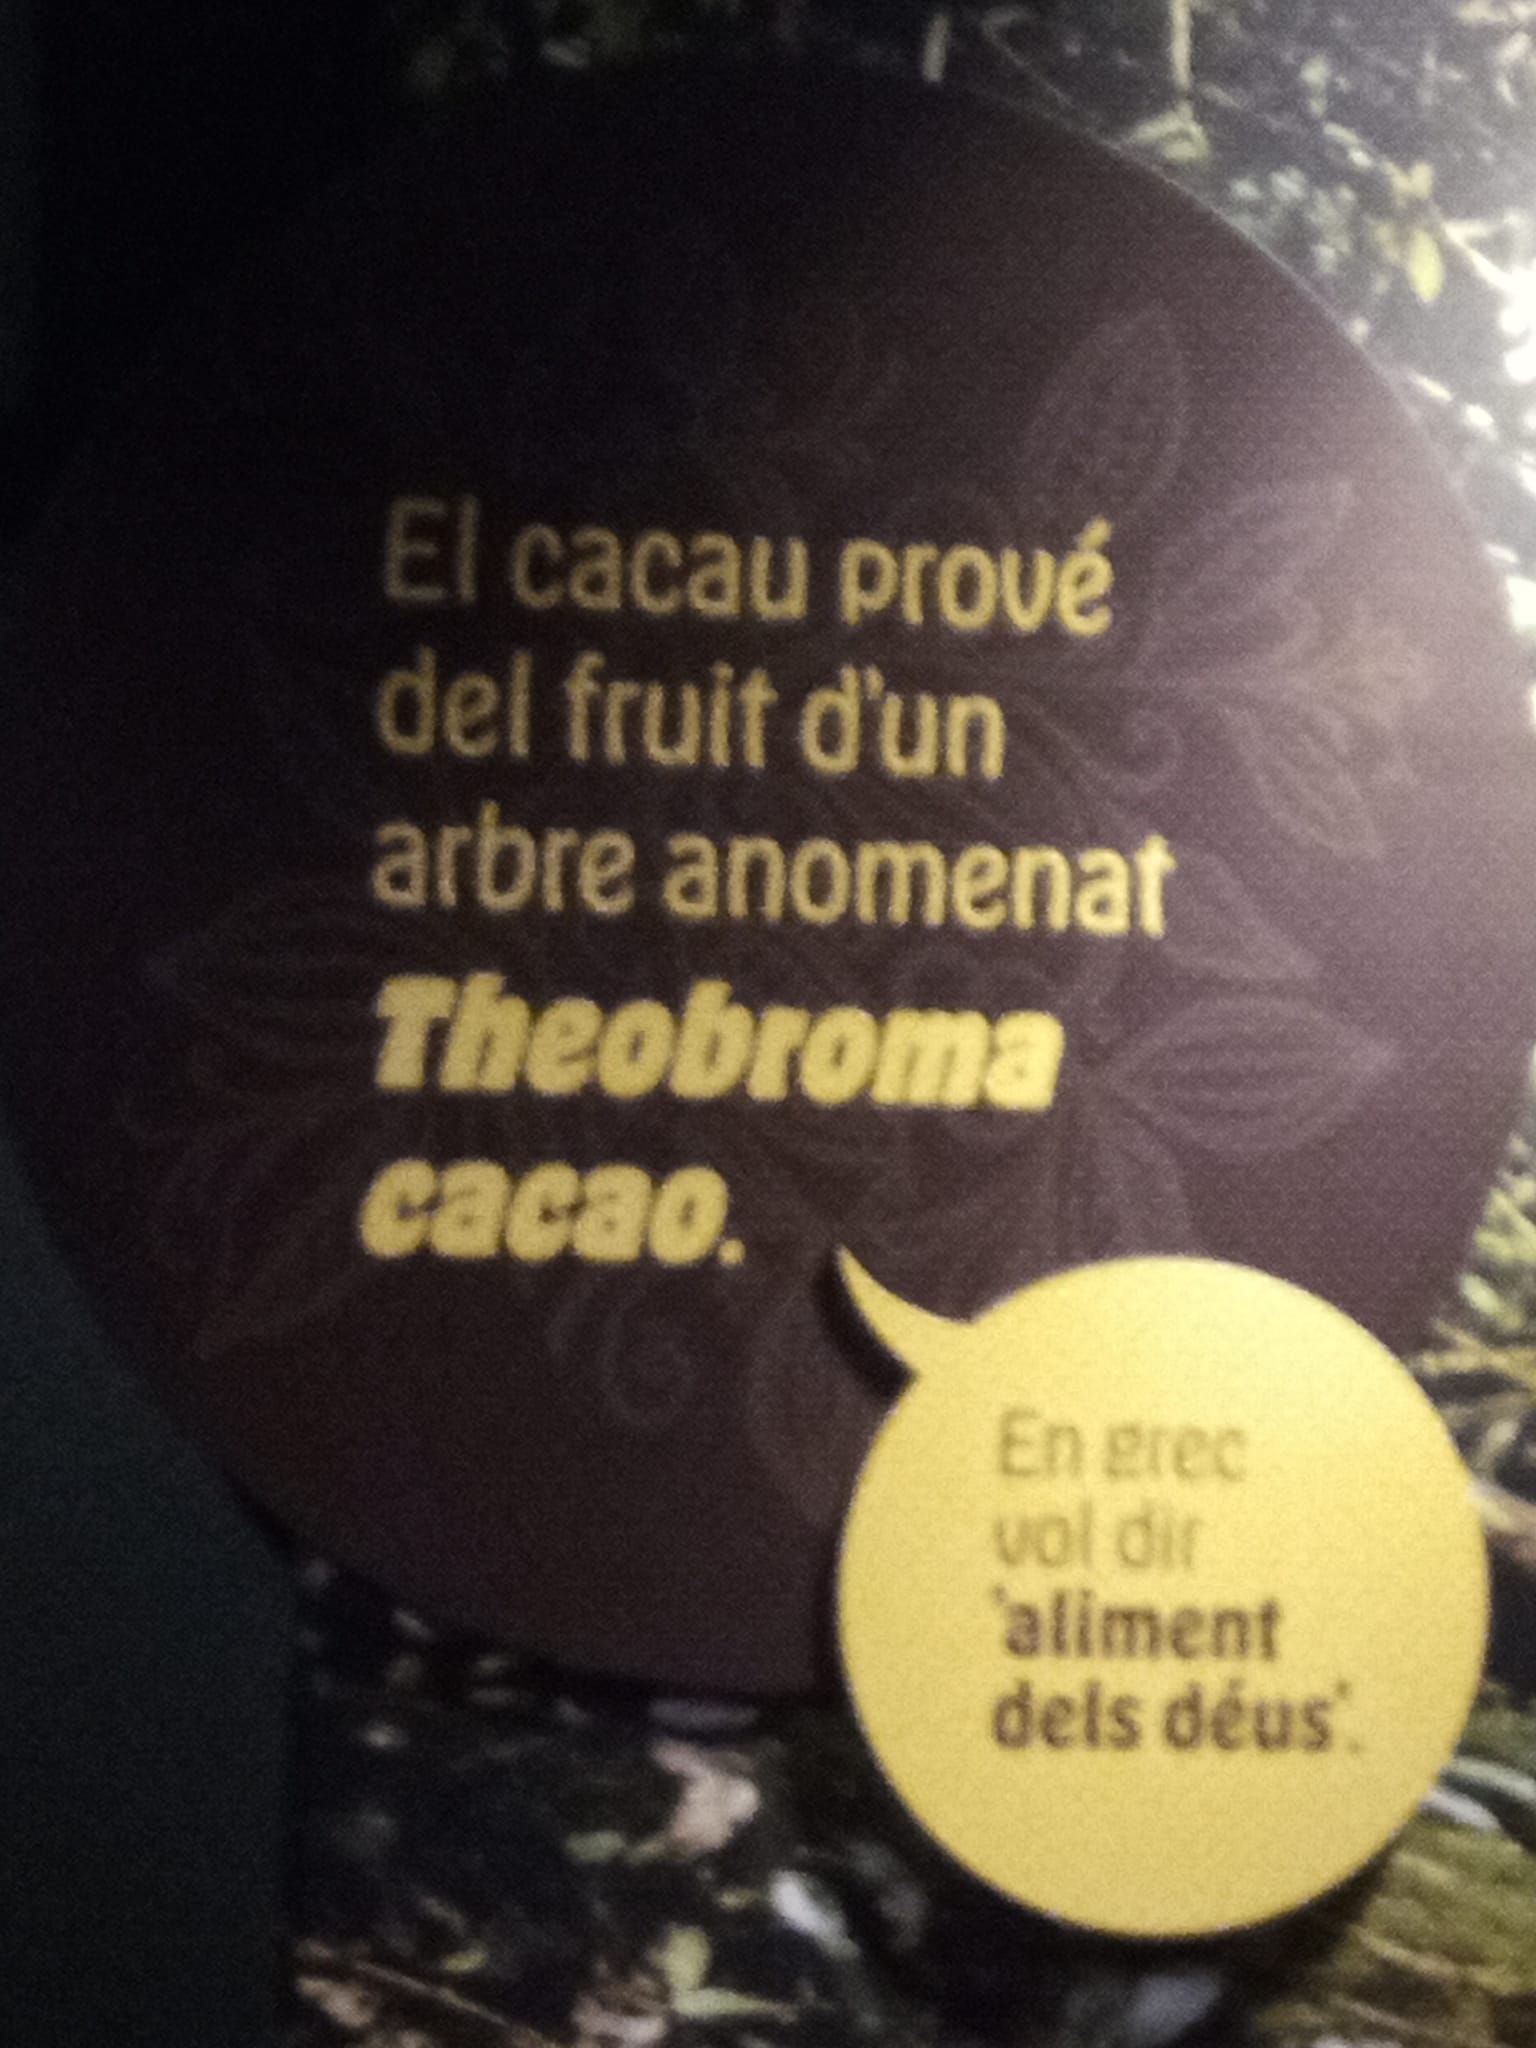 El cacau prové
del fruit d'un
arbre anomenat
Theobroma
cacao.
En grec
vol dir
'aliment
dels déus'.